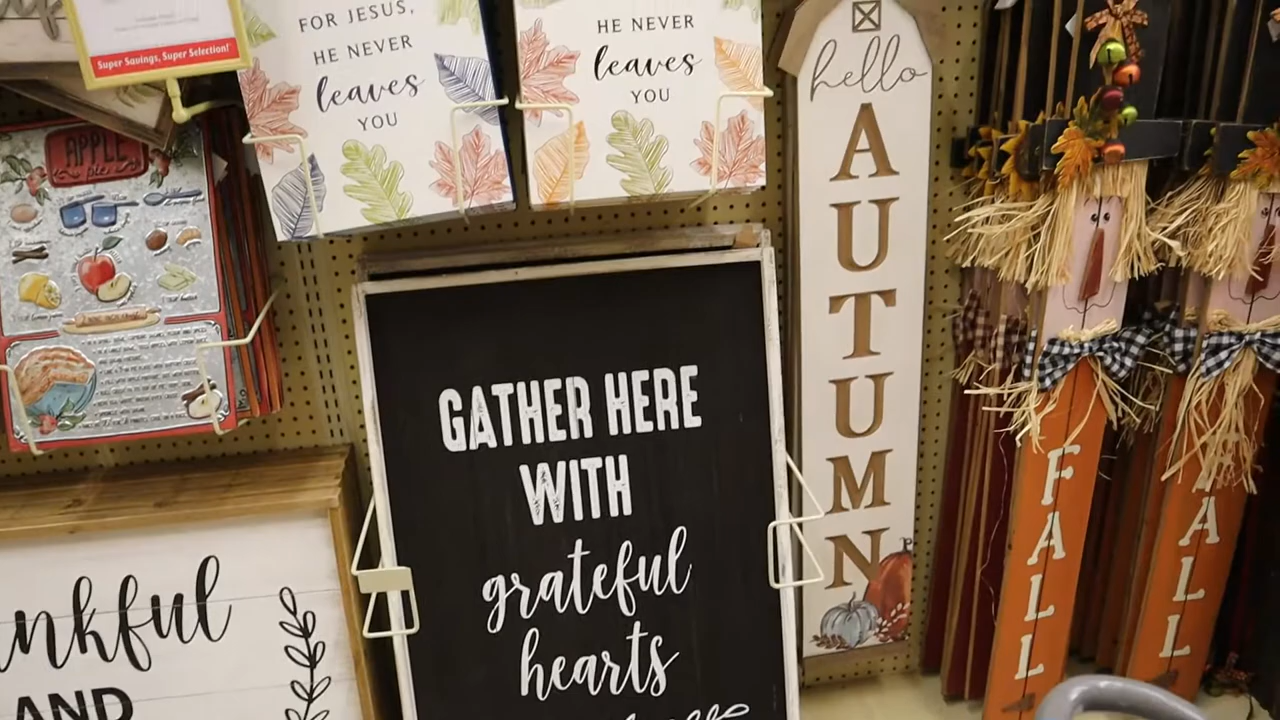 Super Savings, Super Selection!
FOR JESUS,
HE NEVER
leaves
YOU
HE NEVER
leaves
YOU
APPLE
pie
hello
AUTUMN
GATHER HERE
WITH
grateful
hearts
nkful
AND
FALL
FALL